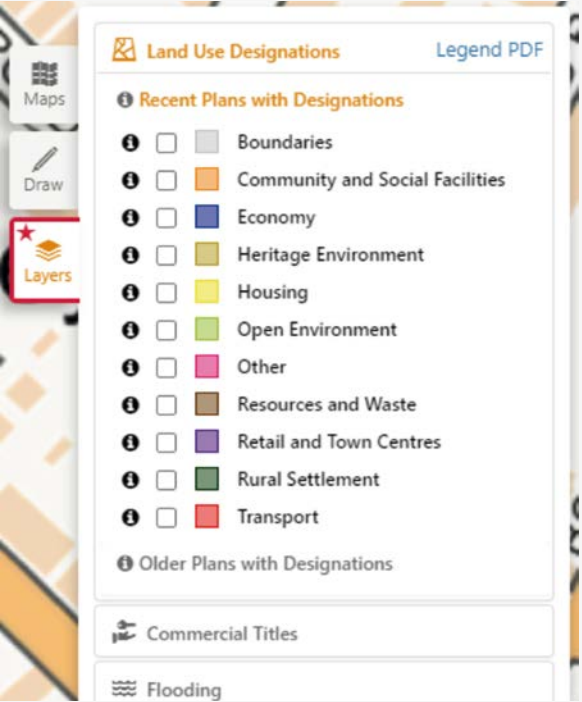 Land Use Designations Legend PDF
Maps
Recent Plans with Designations
Boundaries
Draw
Community and Social Facilities
Economy
Heritage Environment
Layers
Housing
Open Environment
Other
Resources and Waste
Retail and Town Centres
Rural Settlement
Transport
Older Plans with Designations
Commercial Titles
Flooding